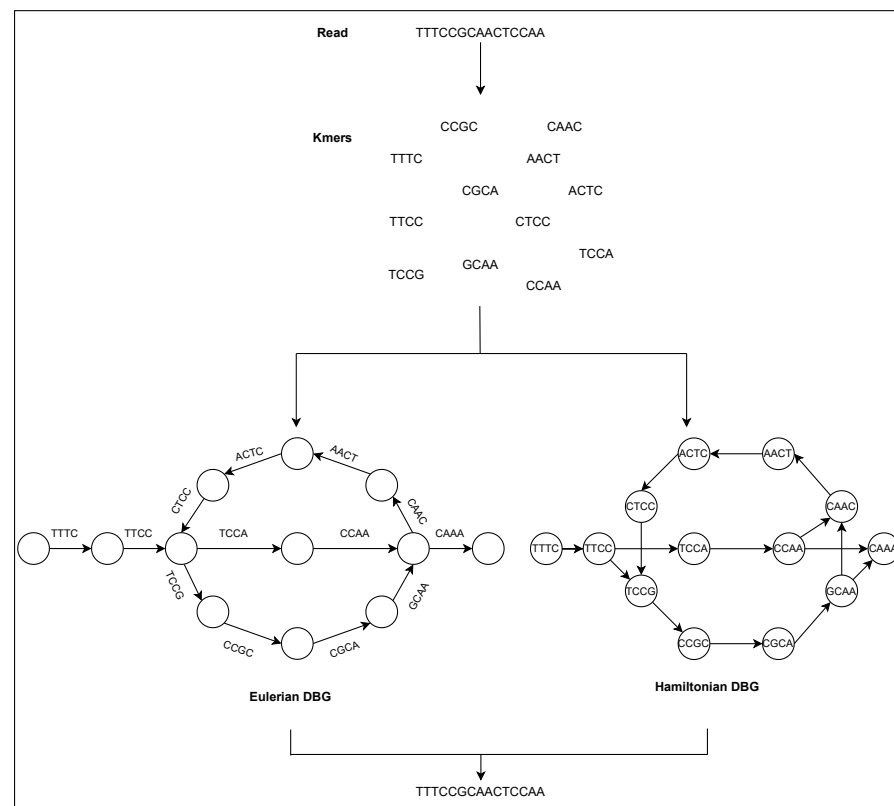 Read TTTCCGCAACTCCAA
Kmers
CCGC CAAC
TTTC AACT
CGCA ACTC
TTCC CTCC
TCCA
TCCG GCAA
CCAA
ACTC AACT
CTCC CAAC
TTTC TTCC TCCA CCAA CAAA
TCCG GCAA
CCGC CGCA
Eulerian DBG
ACTC AACT
CTCC CAAC
TTTC TTCC TCCA CCAA CAAA
TCCG GCAA
CCGC CGCA
Hamiltonian DBG
TTTCCGCAACTCCAA